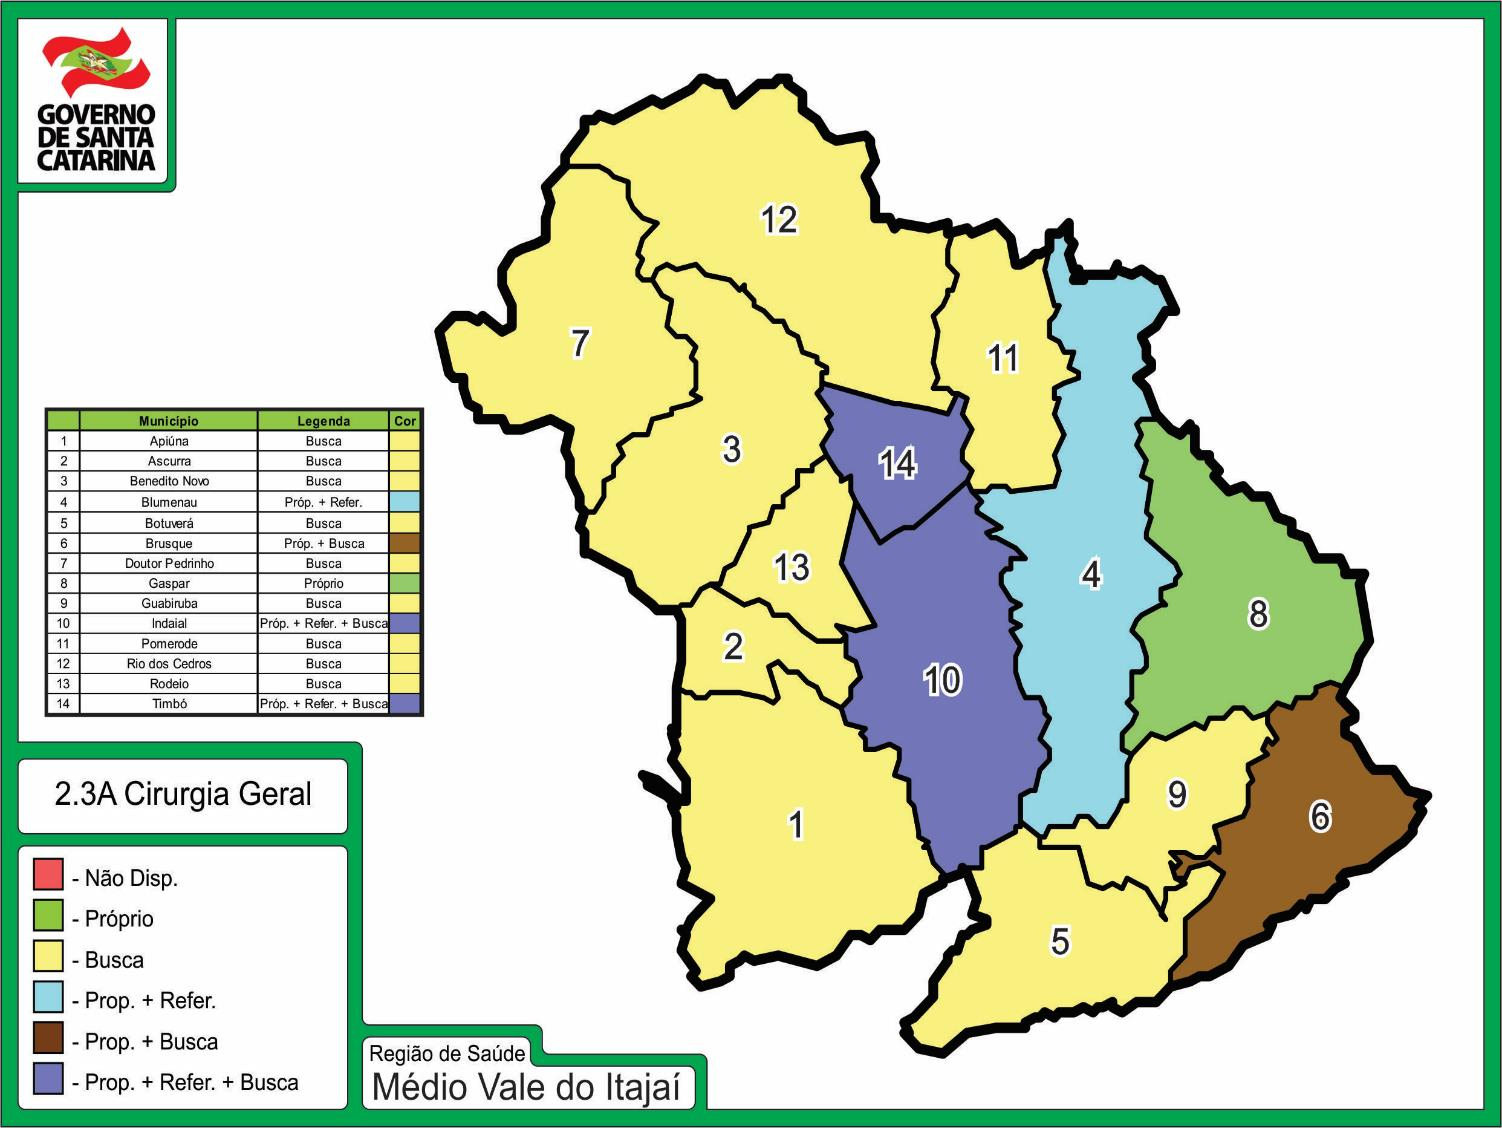 GOVERNO
DE SANTA
CATARINA
12
7
11
3
14
13
4
8
2
10
9
1
6
5
Município Legenda Cor
1 Apiúna Busca
2 Ascurra Busca
3 Benedito Novo Busca
4 Blumenau Próp. + Refer.
5 Botuverá Busca
6 Brusque Próp. + Busca
7 Doutor Pedrinho Busca
8 Gaspar Próprio
9 Guabiruba Busca
10 Indaial Próp. + Refer. + Busca
11 Pomerode Busca
12 Rio dos Cedros Busca
13 Rodeio Busca
14 Timbó Próp. + Refer. + Busca
2.3A Cirurgia Geral
- Não Disp.
- Próprio
- Busca
- Prop. + Refer.
- Prop. + Busca
- Prop. + Refer. + Busca
Região de Saúde
Médio Vale do Itajaí